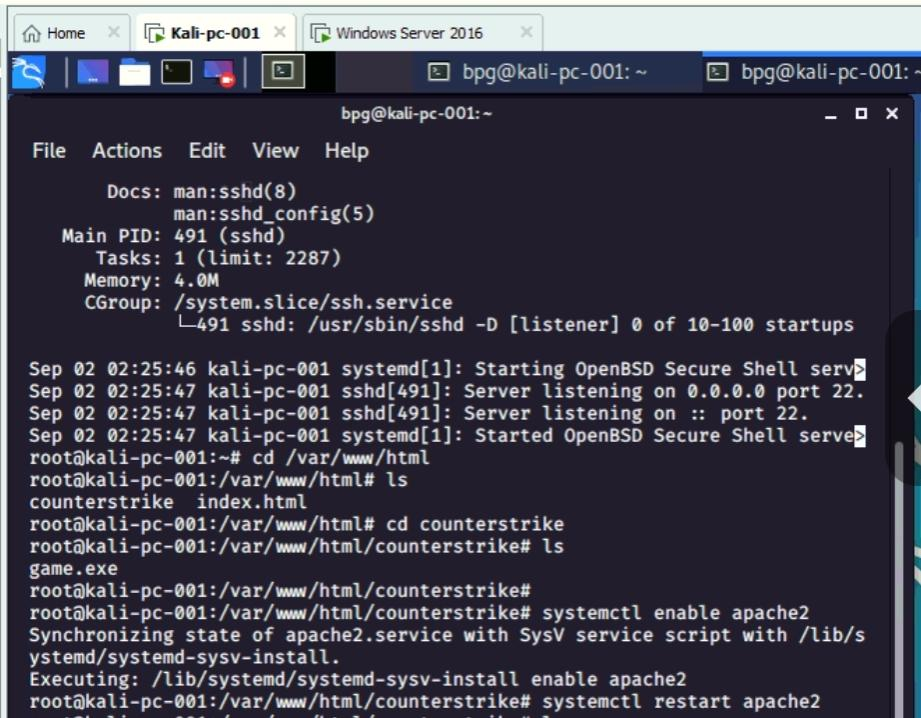 Home
Kali-pc-001
Windows Server 2016
bpg@kali-pc-001: ~
bpg@kali-pc-001: ~
bpg@kali-pc-001:~
File Actions Edit View Help
Docs: man:sshd(8)
man:sshd_config(5)
Main PID: 491 (sshd)
Tasks: 1 (limit: 2287)
Memory: 4.0M
CGroup: /system.slice/ssh.service
└─491 sshd: /usr/sbin/sshd -D [listener] 0 of 10-100 startups
Sep 02 02:25:46 kali-pc-001 systemd[1]: Starting OpenBSD Secure Shell serv>
Sep 02 02:25:47 kali-pc-001 sshd[491]: Server listening on 0.0.0.0 port 22.
Sep 02 02:25:47 kali-pc-001 sshd[491]: Server listening on :: port 22.
Sep 02 02:25:47 kali-pc-001 systemd[1]: Started OpenBSD Secure Shell serve>
root@kali-pc-001:~# cd /var/www/html
root@kali-pc-001:/var/www/html# ls
counterstrike index.html
root@kali-pc-001:/var/www/html# cd counterstrike
root@kali-pc-001:/var/www/html/counterstrike# ls
game.exe
root@kali-pc-001:/var/www/html/counterstrike#
root@kali-pc-001:/var/www/html/counterstrike# systemctl enable apache2
Synchronizing state of apache2.service with SysV service script with /lib/s
ystemd/systemd-sysv-install.
Executing: /lib/systemd/systemd-sysv-install enable apache2
root@kali-pc-001:/var/www/html/counterstrike# systemctl restart apache2